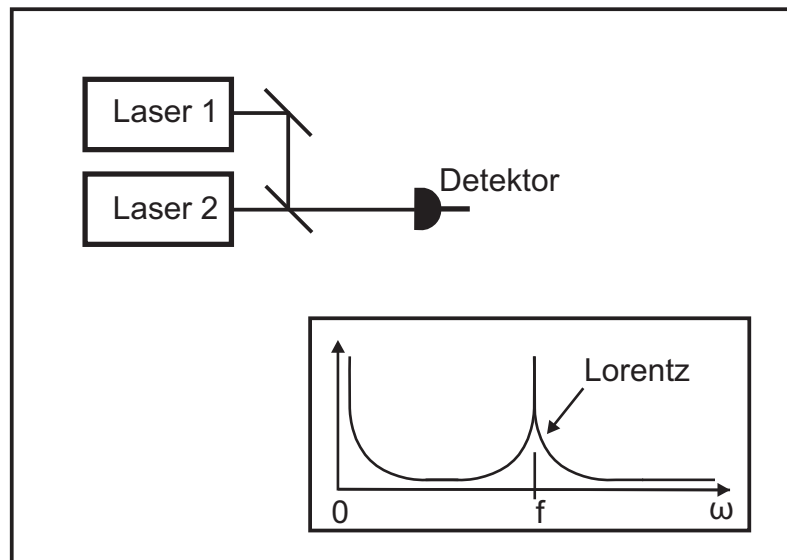 Laser 1
Laser 2
Detektor
Lorentz
0
f
ω